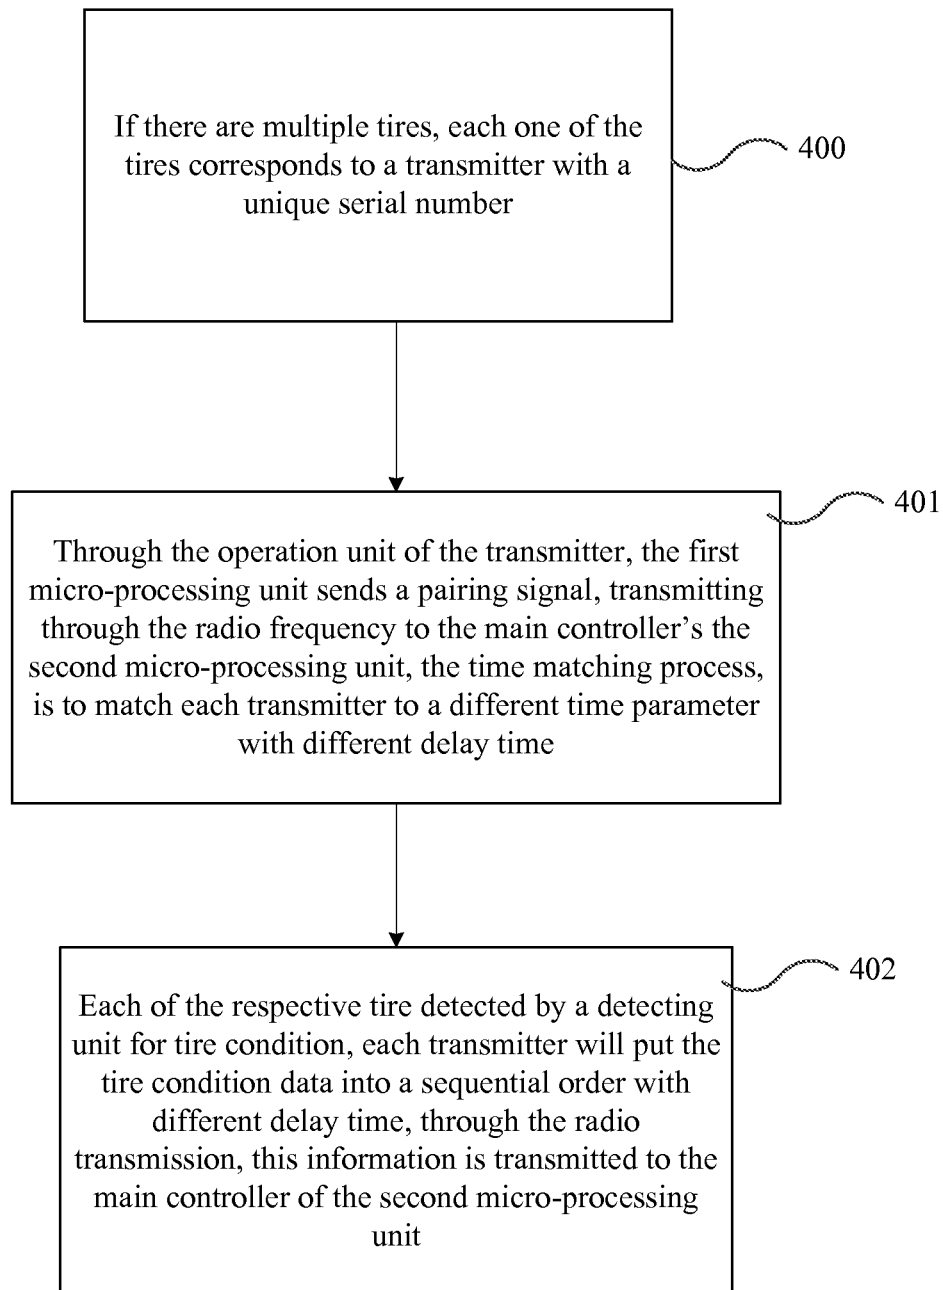 If there are multiple tires, each one of the
tires corresponds to a transmitter with a
unique serial number
400
Through the operation unit of the transmitter, the first
micro-processing unit sends a pairing signal, transmitting
through the radio frequency to the main controller's the
second micro-processing unit, the time matching process,
is to match each transmitter to a different time parameter
with different delay time
401
Each of the respective tire detected by a detecting
unit for tire condition, each transmitter will put the
tire condition data into a sequential order with
different delay time, through the radio
transmission, this information is transmitted to the
main controller of the second micro-processing
unit
402